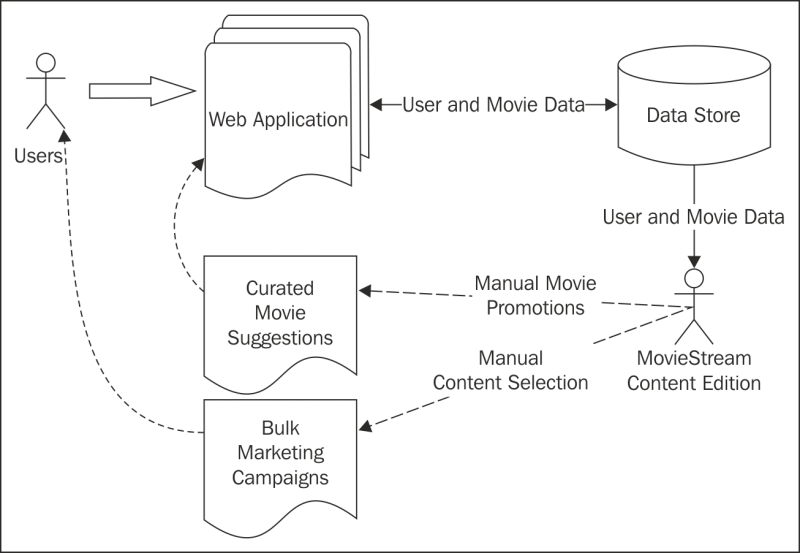 Users
Web Application
User and Movie Data
Data Store
User and Movie Data
Curated
Movie
Suggestions
Manual Movie
Promotions
MovieStream
Content Edition
Manual
Content Selection
Bulk
Marketing
Campaigns